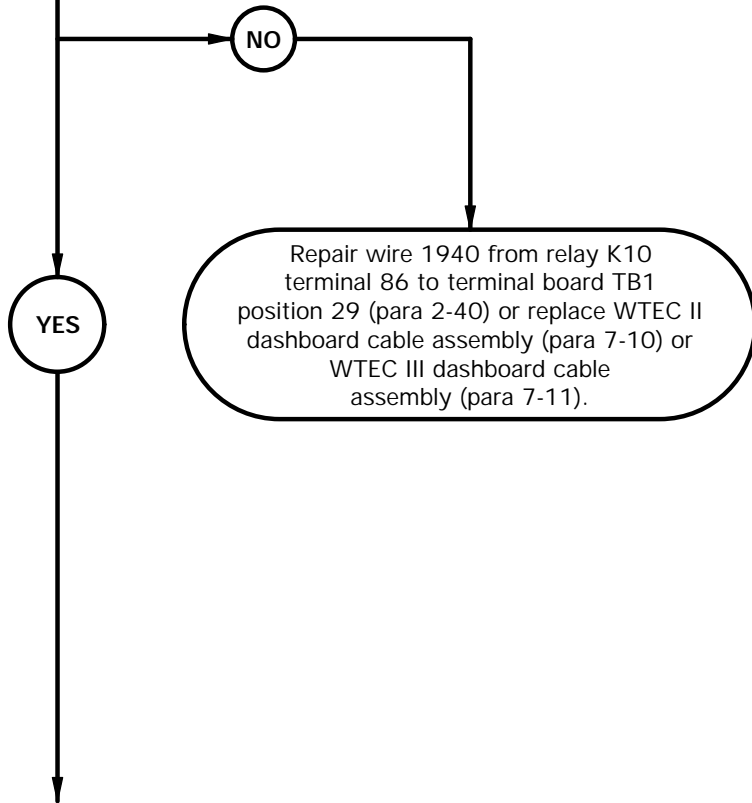 NO
Repair wire 1940 from relay K10
terminal 86 to terminal board TB1
position 29 (para 2-40) or replace WTEC II
dashboard cable assembly (para 7-10) or
WTEC III dashboard cable
assembly (para 7-11).
YES